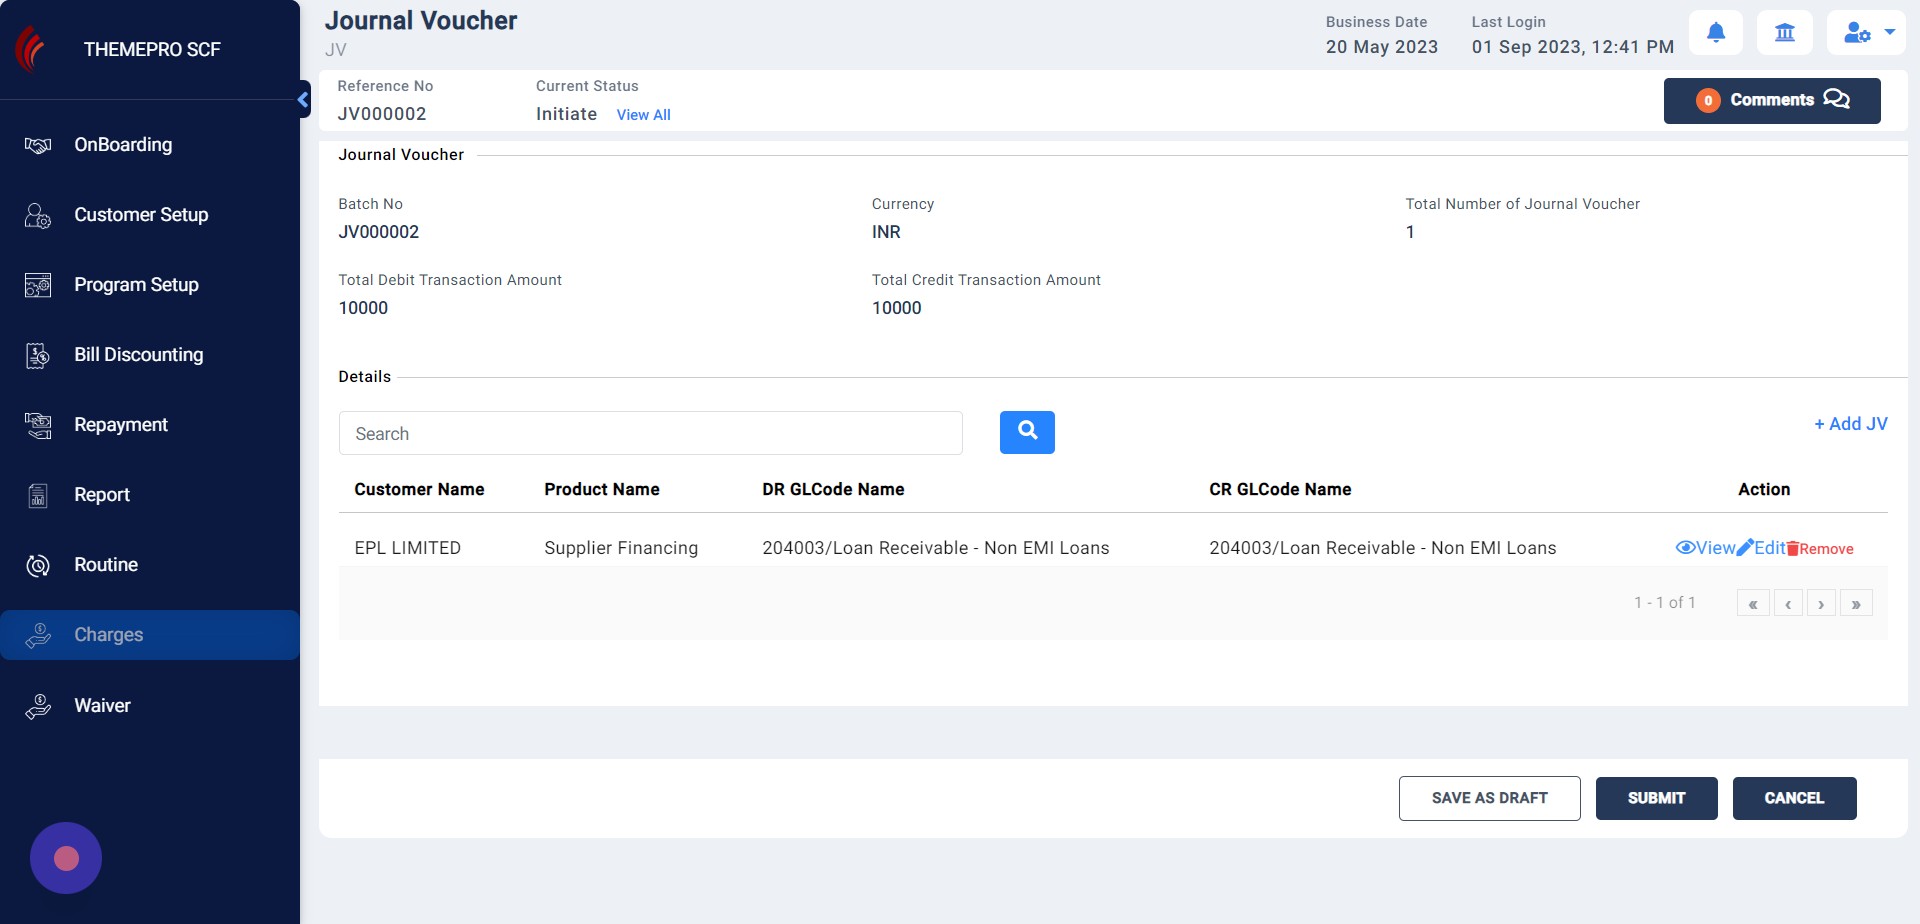 THEMEPRO SCF
OnBoarding
Customer Setup
Program Setup
Bill Discounting
Repayment
Report
Routine
Charges
Waiver
Journal Voucher
JV
Business Date
20 May 2023
Last Login
01 Sep 2023, 12:41 PM
Reference No
JV000002
Current Status
Initiate View All
0 Comments
Journal Voucher
Batch No
JV000002
Currency
INR
Total Number of Journal Voucher
1
Total Debit Transaction Amount
10000
Total Credit Transaction Amount
10000
Details
Search
+ Add JV
Customer Name Product Name DR GLCode Name CR GLCode Name Action
EPL LIMITED Supplier Financing 204003/Loan Receivable - Non EMI Loans 204003/Loan Receivable - Non EMI Loans View Edit Remove
1 - 1 of 1 « ‹ › »
SAVE AS DRAFT SUBMIT CANCEL